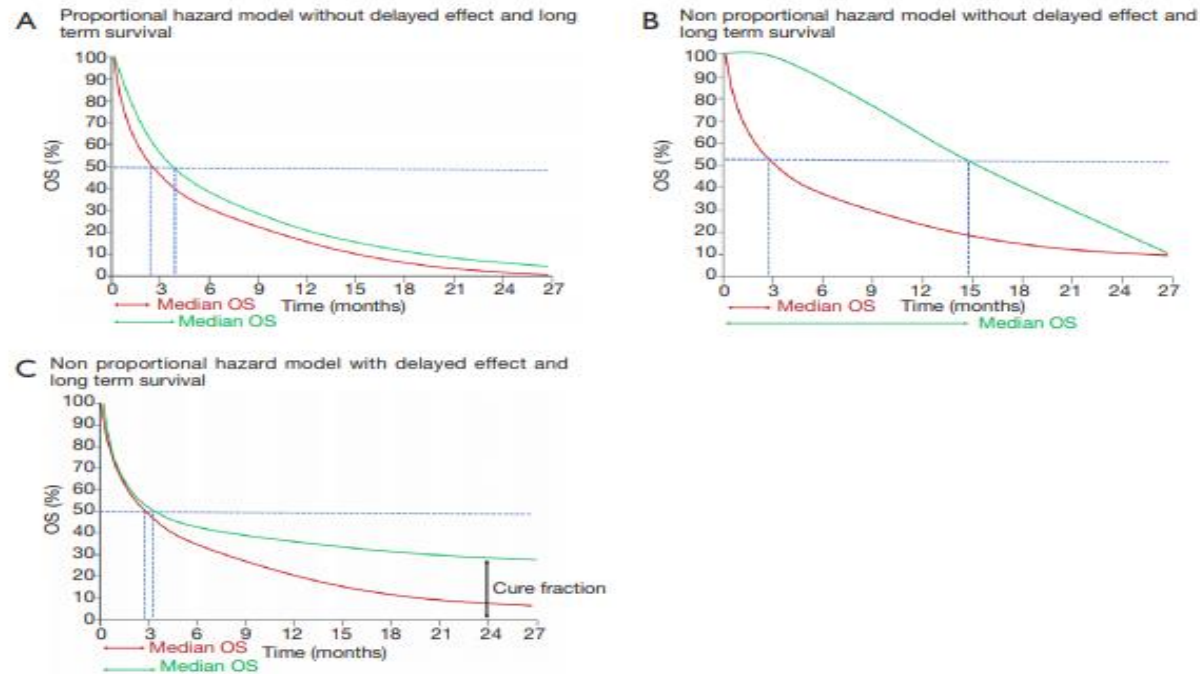 A Proportional hazard model without delayed effect and long
term survival
100
90
80
70
60
50
40
30
20
10
0
OS (%)
0 3 6 9 12 15 18 21 24 27
Median OS Time (months)
Median OS
B Non proportional hazard model without delayed effect and
long term survival
100
90
80
70
60
50
40
30
20
10
0
OS (%)
0 3 6 9 12 15 18 21 24 27
Median OS Time (months)
Median OS
C Non proportional hazard model with delayed effect and
long term survival
100
90
80
70
60
50
40
30
20
10
0
OS (%)
Cure fraction
0 3 6 9 12 15 18 21 24 27
Median OS Time (months)
Median OS